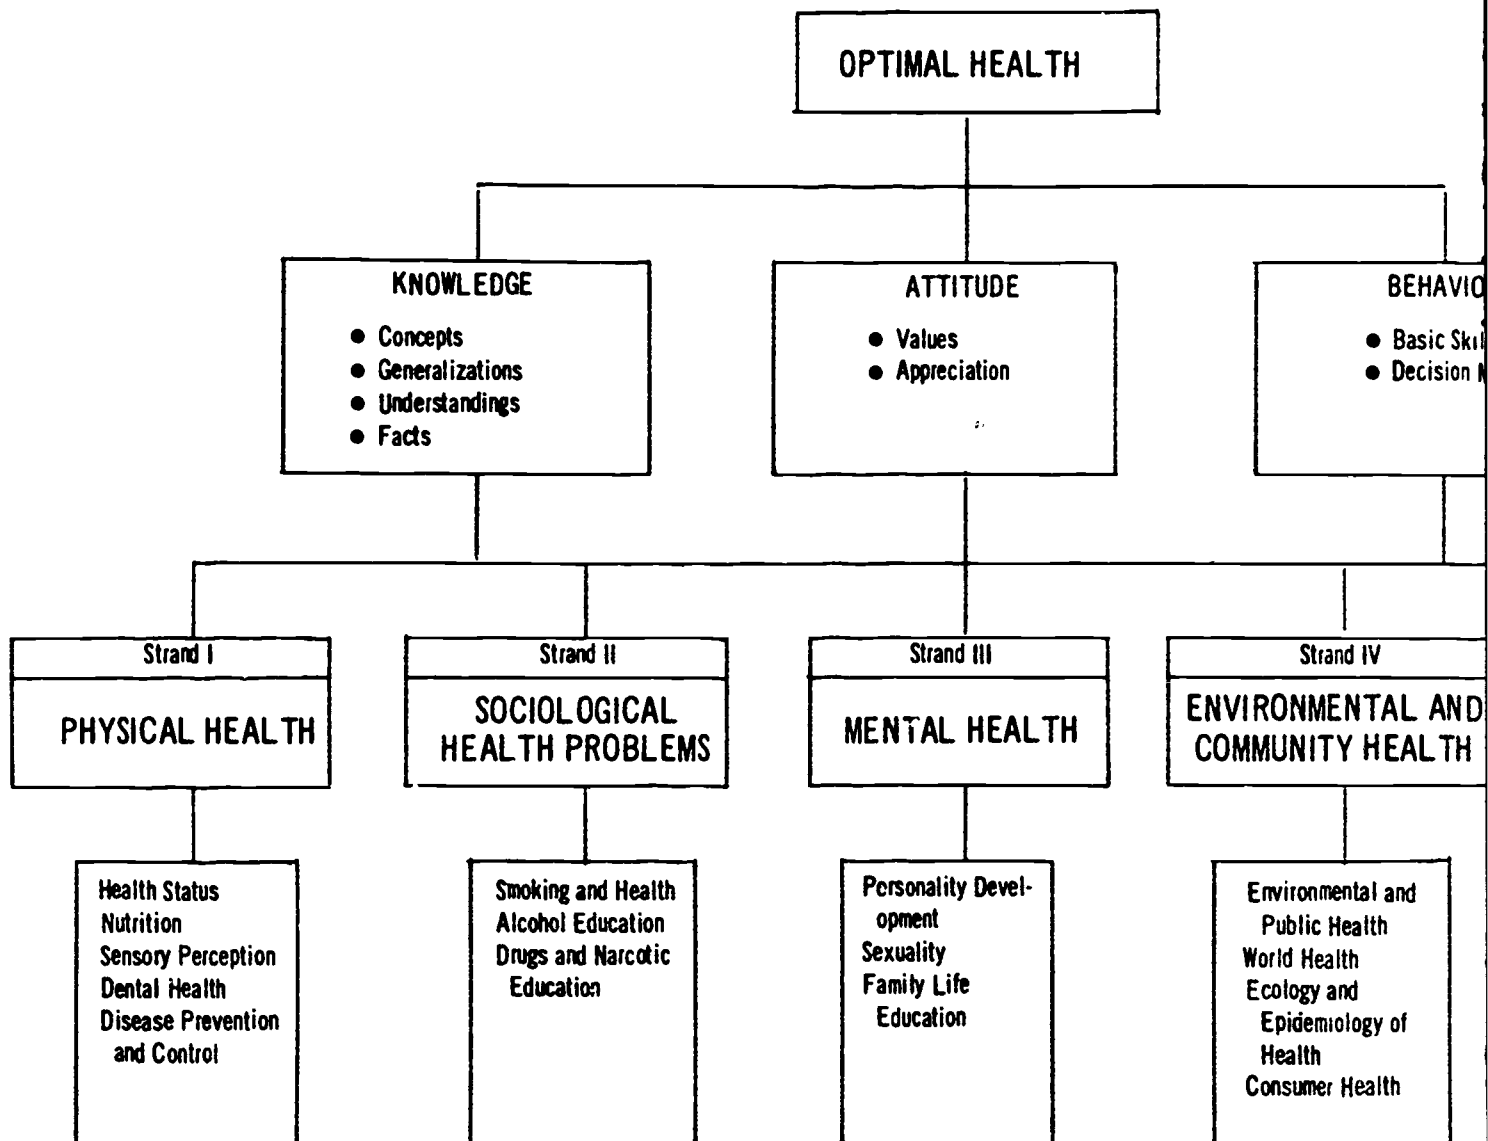 OPTIMAL HEALTH
KNOWLEDGE
● Concepts
● Generalizations
● Understandings
● Facts
ATTITUDE
● Values
● Appreciation
BEHAVIO
● Basic Skil
● Decision
Strand I
PHYSICAL HEALTH
Strand II
SOCIOLOGICAL
HEALTH PROBLEMS
Strand III
MENTAL HEALTH
Strand IV
ENVIRONMENTAL AND
COMMUNITY HEALTH
Health Status
Nutrition
Sensory Perception
Dental Health
Disease Prevention
and Control
Smoking and Health
Alcohol Education
Drugs and Narcotic
Education
Personality Devel-
opment
Sexuality
Family Life
Education
Environmental and
Public Health
World Health
Ecology and
Epidemiology of
Health
Consumer Health